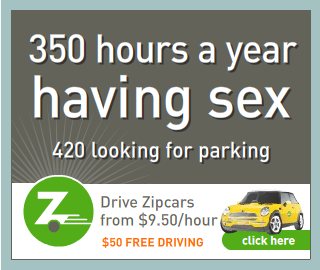 350 hours a year
having sex
420 looking for parking
Z
Drive Zipcars
from $9.50/hour
$50 FREE DRIVING
click here